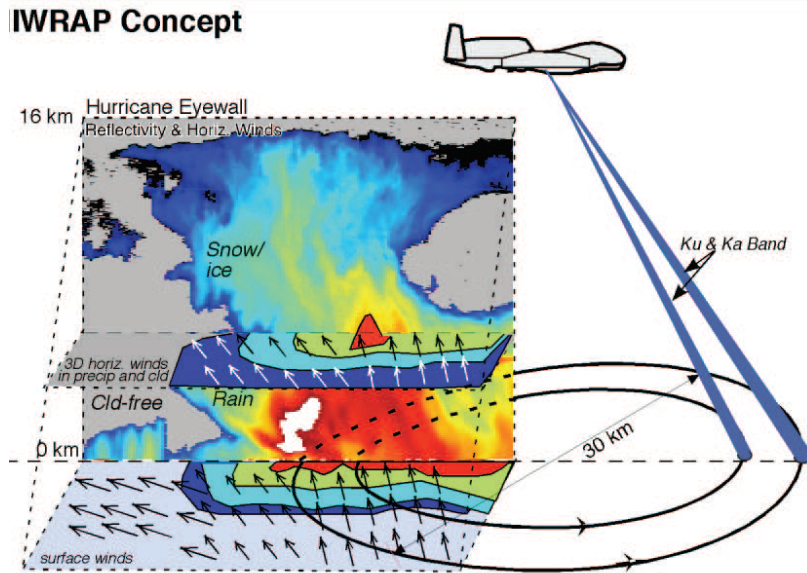 IWRAP Concept
Hurricane Eyewall
16 km
Reflectivity & Horiz. Winds
Snow/
ice
Ku & Ka Band
3D horiz. winds
in precip and cld
Cld-free
Rain
0 km
30 km
surface winds